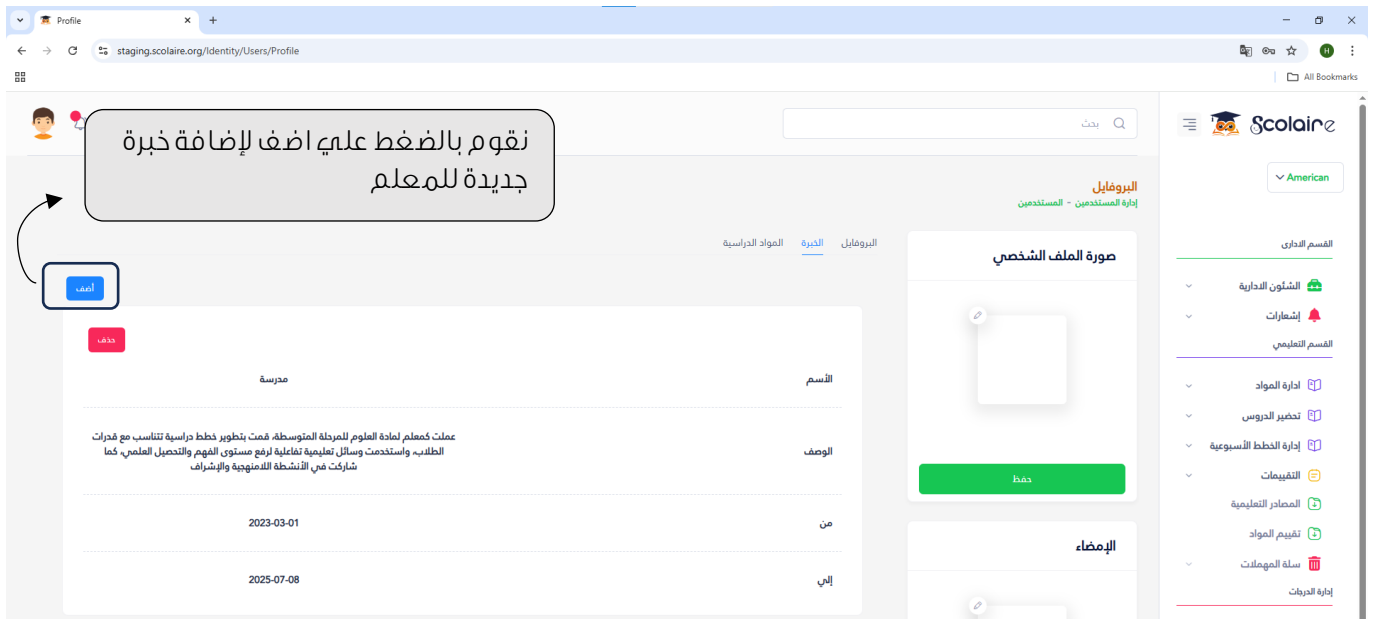 Profile
staging.scolaire.org/Identity/Users/Profile
H
All Bookmarks
Scolaire
بحث
نقوم بالضغط علي اضف لإضافة خبرة
جديدة للمعلم
American
البروفايل
إدارة المستخدمين - المستخدمين
البروفايل
الخبرة
المواد الدراسية
أضف
حذف
الأسم
مدرسة
الوصف
عملت كمعلم لمادة العلوم للمرحلة المتوسطة، قمت بتطوير خطط دراسية تتناسب مع قدرات
الطلاب، واستخدمت وسائل تعليمية تفاعلية لرفع مستوى الفهم والتحصيل العلمي، كما
شاركت في الأنشطة اللامنهجية والإشراف
من
2023-03-01
إلي
2025-07-08
صورة الملف الشخصي
حفظ
الإمضاء
القسم الادارى
الشئون الادارية
إشعارات
القسم التعليمي
ادارة المواد
تحضير الدروس
إدارة الخطط الأسبوعية
التقييمات
المصادر التعليمية
تقييم المواد
سلة المهملات
إدارة الدرجات